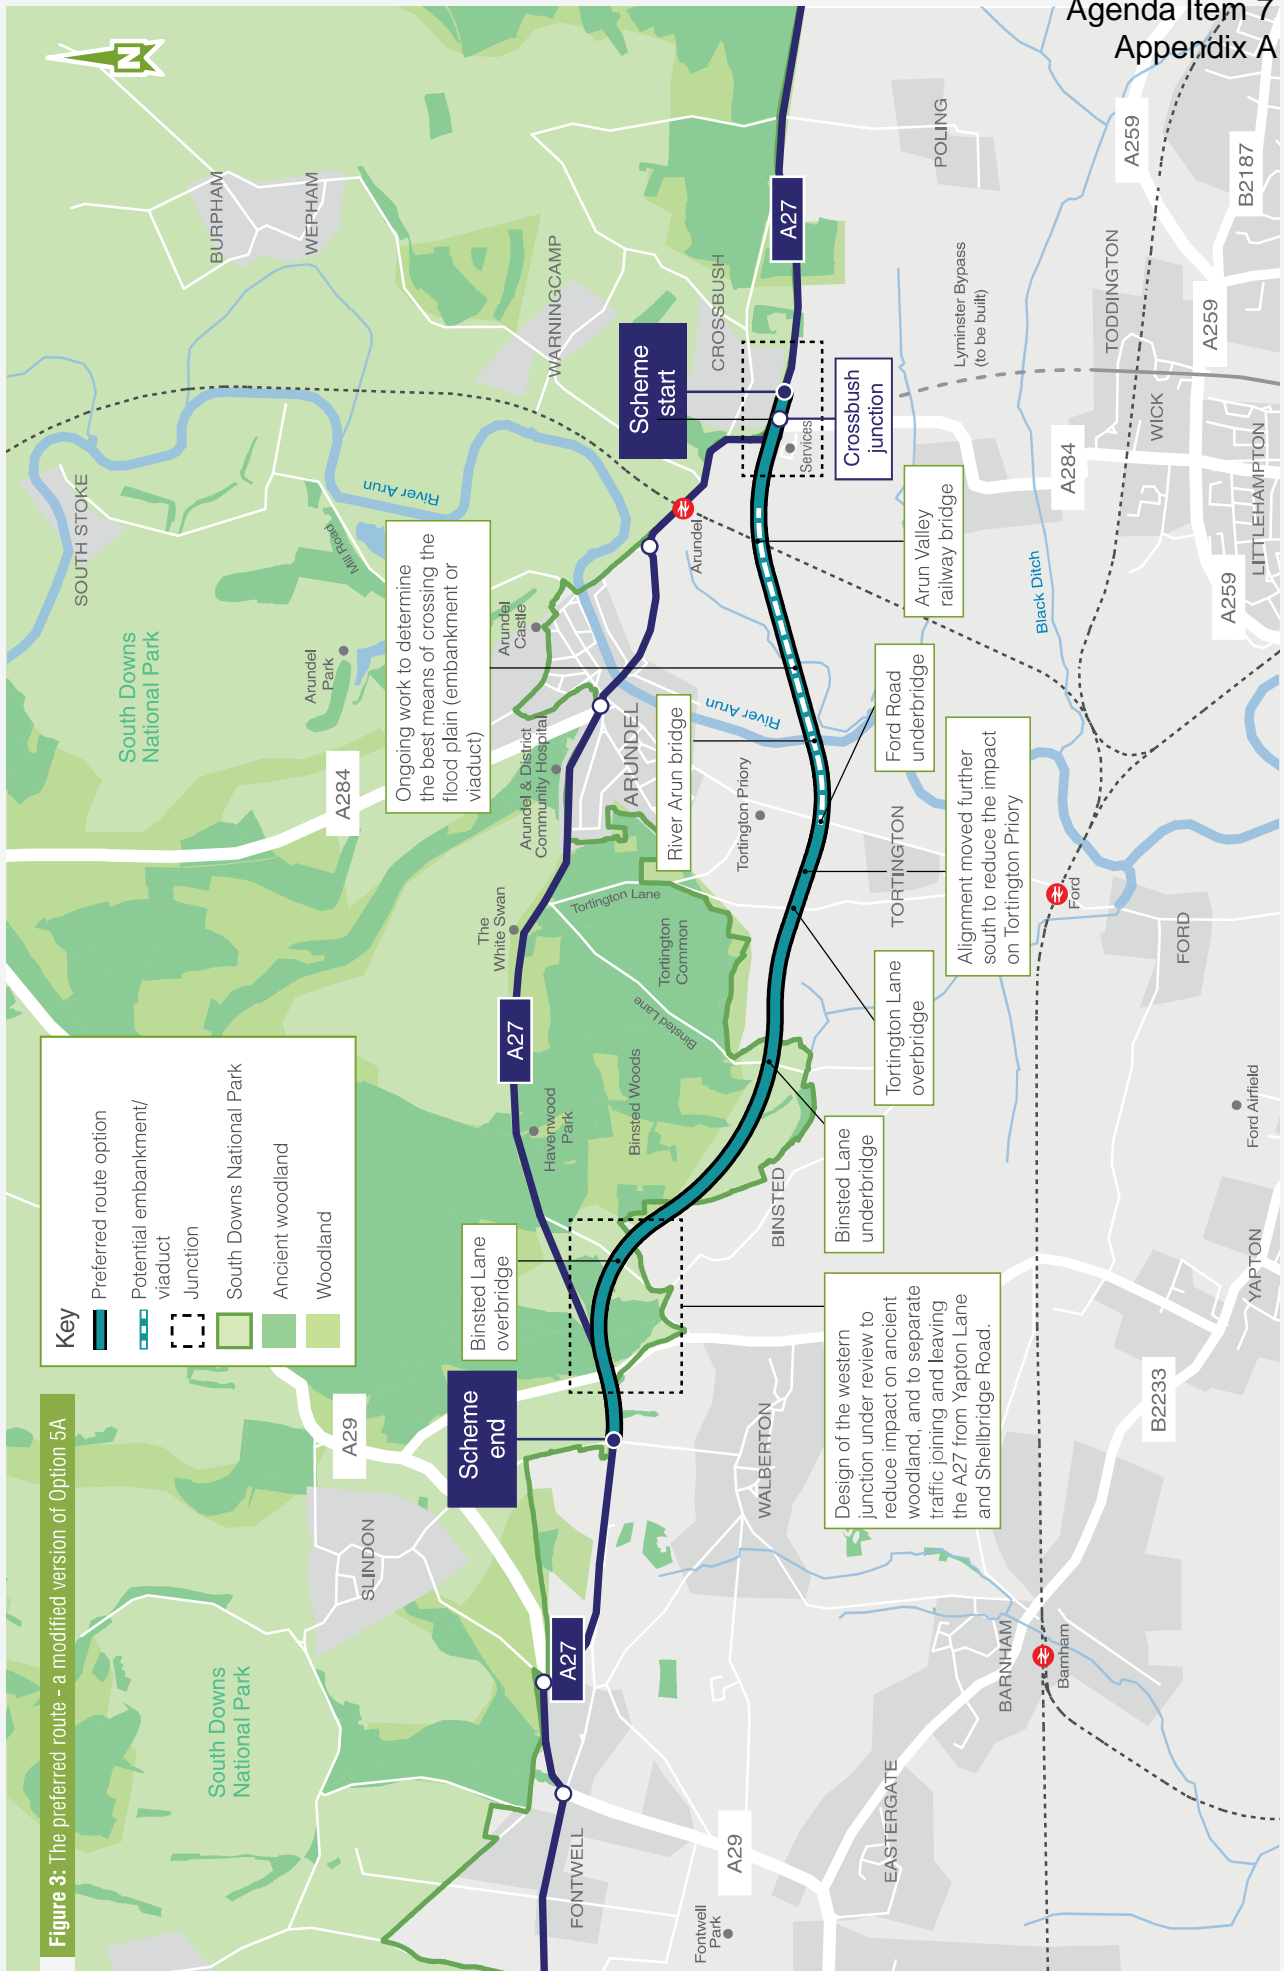 Agenda Item 7
Appendix A
Figure 3: The preferred route - a modified version of Option 5A
Key
Preferred route option
Potential embankment/
viaduct
Junction
South Downs National Park
Ancient woodland
Woodland
N
South Downs
National Park
South Downs
National Park
SLINDON
A29
A284
Arundel
Park
SOUTH STOKE
Mill Road
River Arun
BURPHAM
WEPHAM
WARNINGCAMP
CROSSBUSH
POLING
Ongoing work to determine
the best means of crossing the
flood plain (embankment or
viaduct)
Arundel
Castle
Arundel & District
Community Hospital
ARUNDEL
The
White Swan
Havenwood
Park
A27
A27
A27
Scheme
end
Scheme
start
Binsted Lane
overbridge
Binsted Woods
Binsted Lane
Tortington
Common
Tortington Lane
River Arun bridge
River Arun
Tortington Priory
Arundel
Services
Crossbush
junction
Arun Valley
railway bridge
Ford Road
underbridge
Alignment moved further
south to reduce the impact
on Tortington Priory
Tortington Lane
overbridge
Binsted Lane
underbridge
Design of the western
junction under review to
reduce impact on ancient
woodland, and to separate
traffic joining and leaving
the A27 from Yapton Lane
and Shellbridge Road.
FONTWELL
Fontwell
Park
A29
EASTERGATE
BARNHAM
Barnham
WALBERTON
BINSTED
TORTINGTON
B2233
YAPTON
Ford Airfield
FORD
Ford
Black Ditch
Lyminster Bypass
(to be built)
A284
WICK
TODDINGTON
LITTLEHAMPTON
A259
A259
A259
B2187